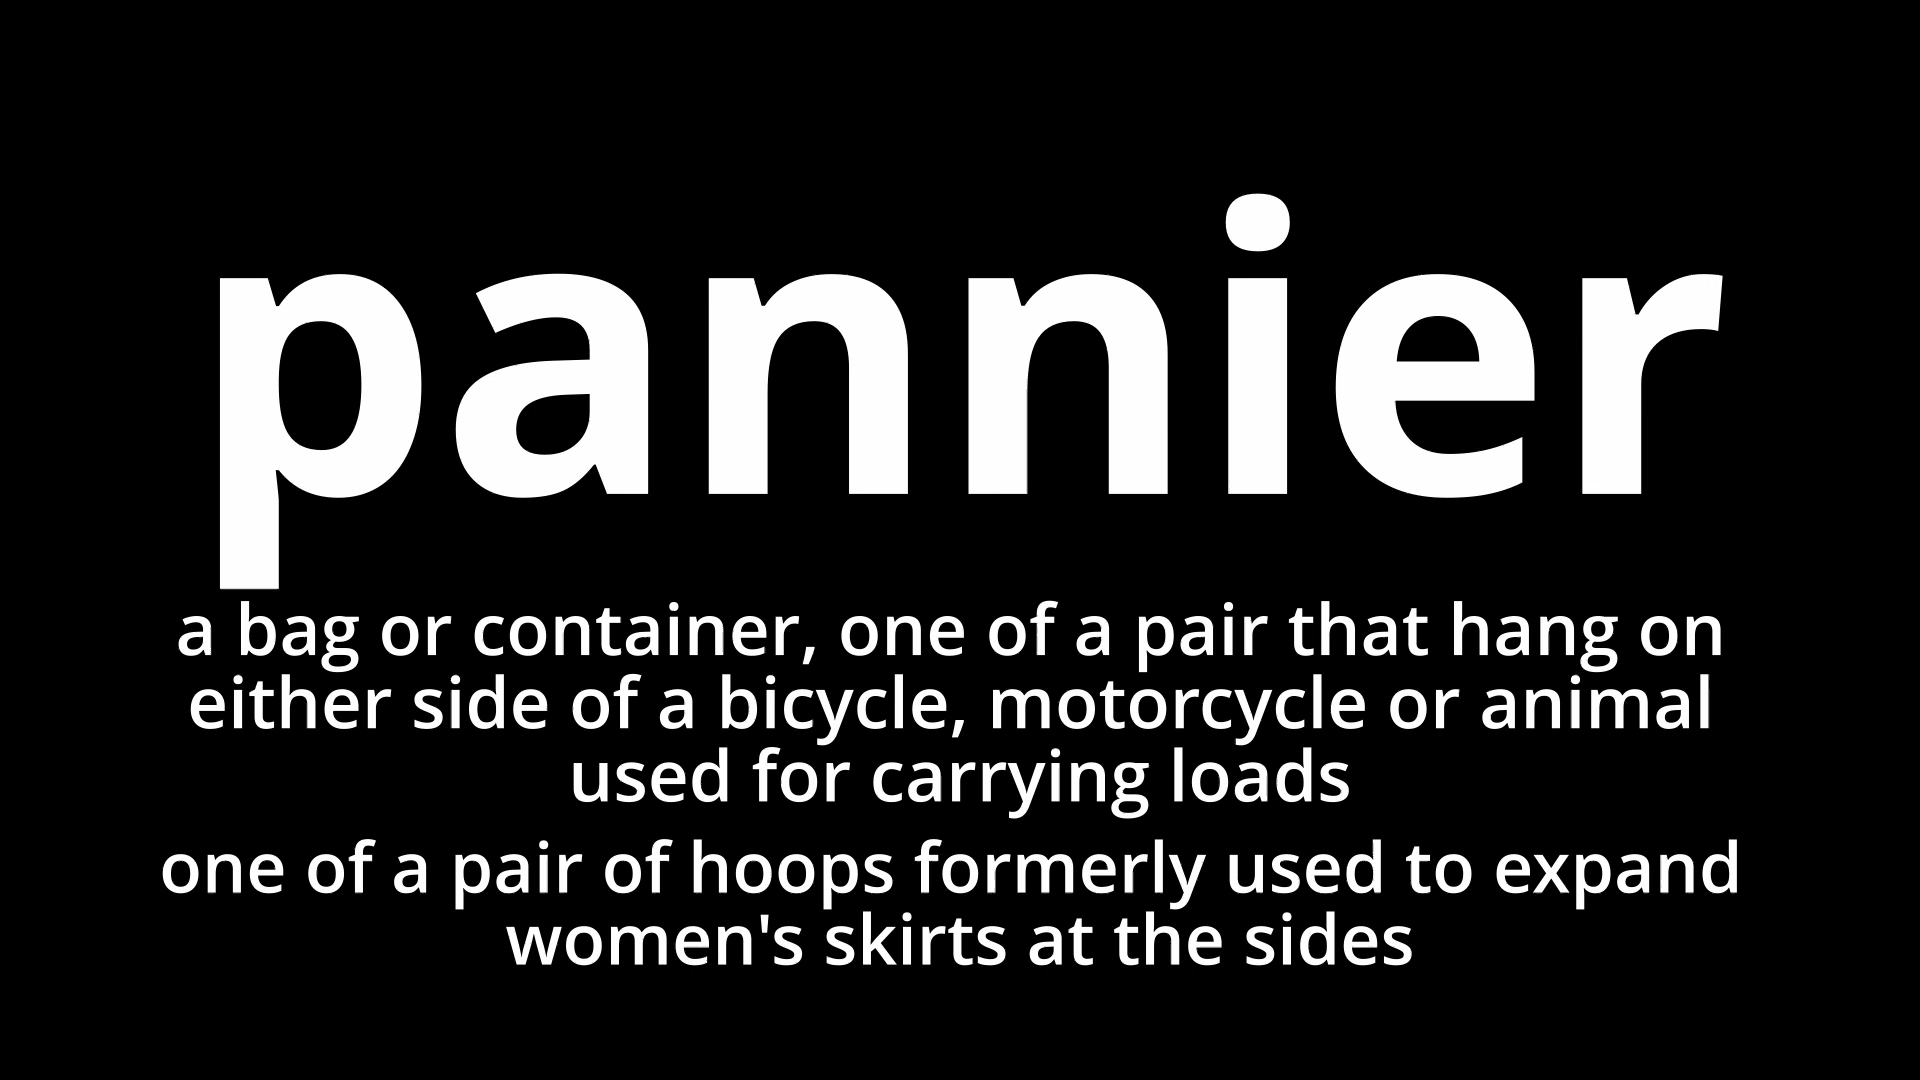 pannier
a bag or container, one of a pair that hang on
either side of a bicycle, motorcycle or animal
used for carrying loads
one of a pair of hoops formerly used to expand
women's skirts at the sides